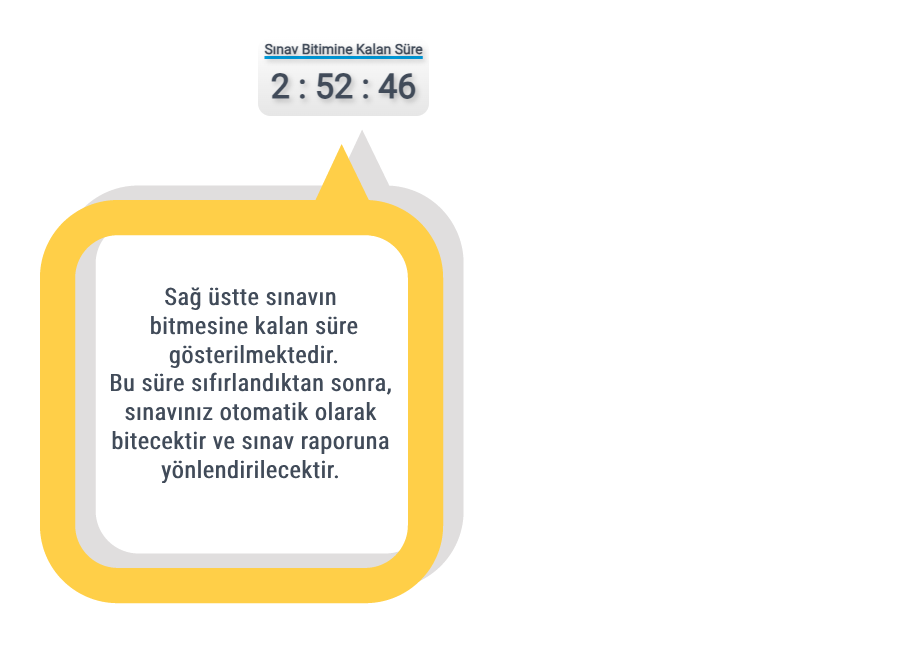 Sınav Bitimine Kalan Süre
2 : 52 : 46
Sağ üstte sınavın
bitmesine kalan süre
gösterilmektedir.
Bu süre sıfırlandıktan sonra,
sınavınız otomatik olarak
bitecektir ve sınav raporuna
yönlendirilecektir.